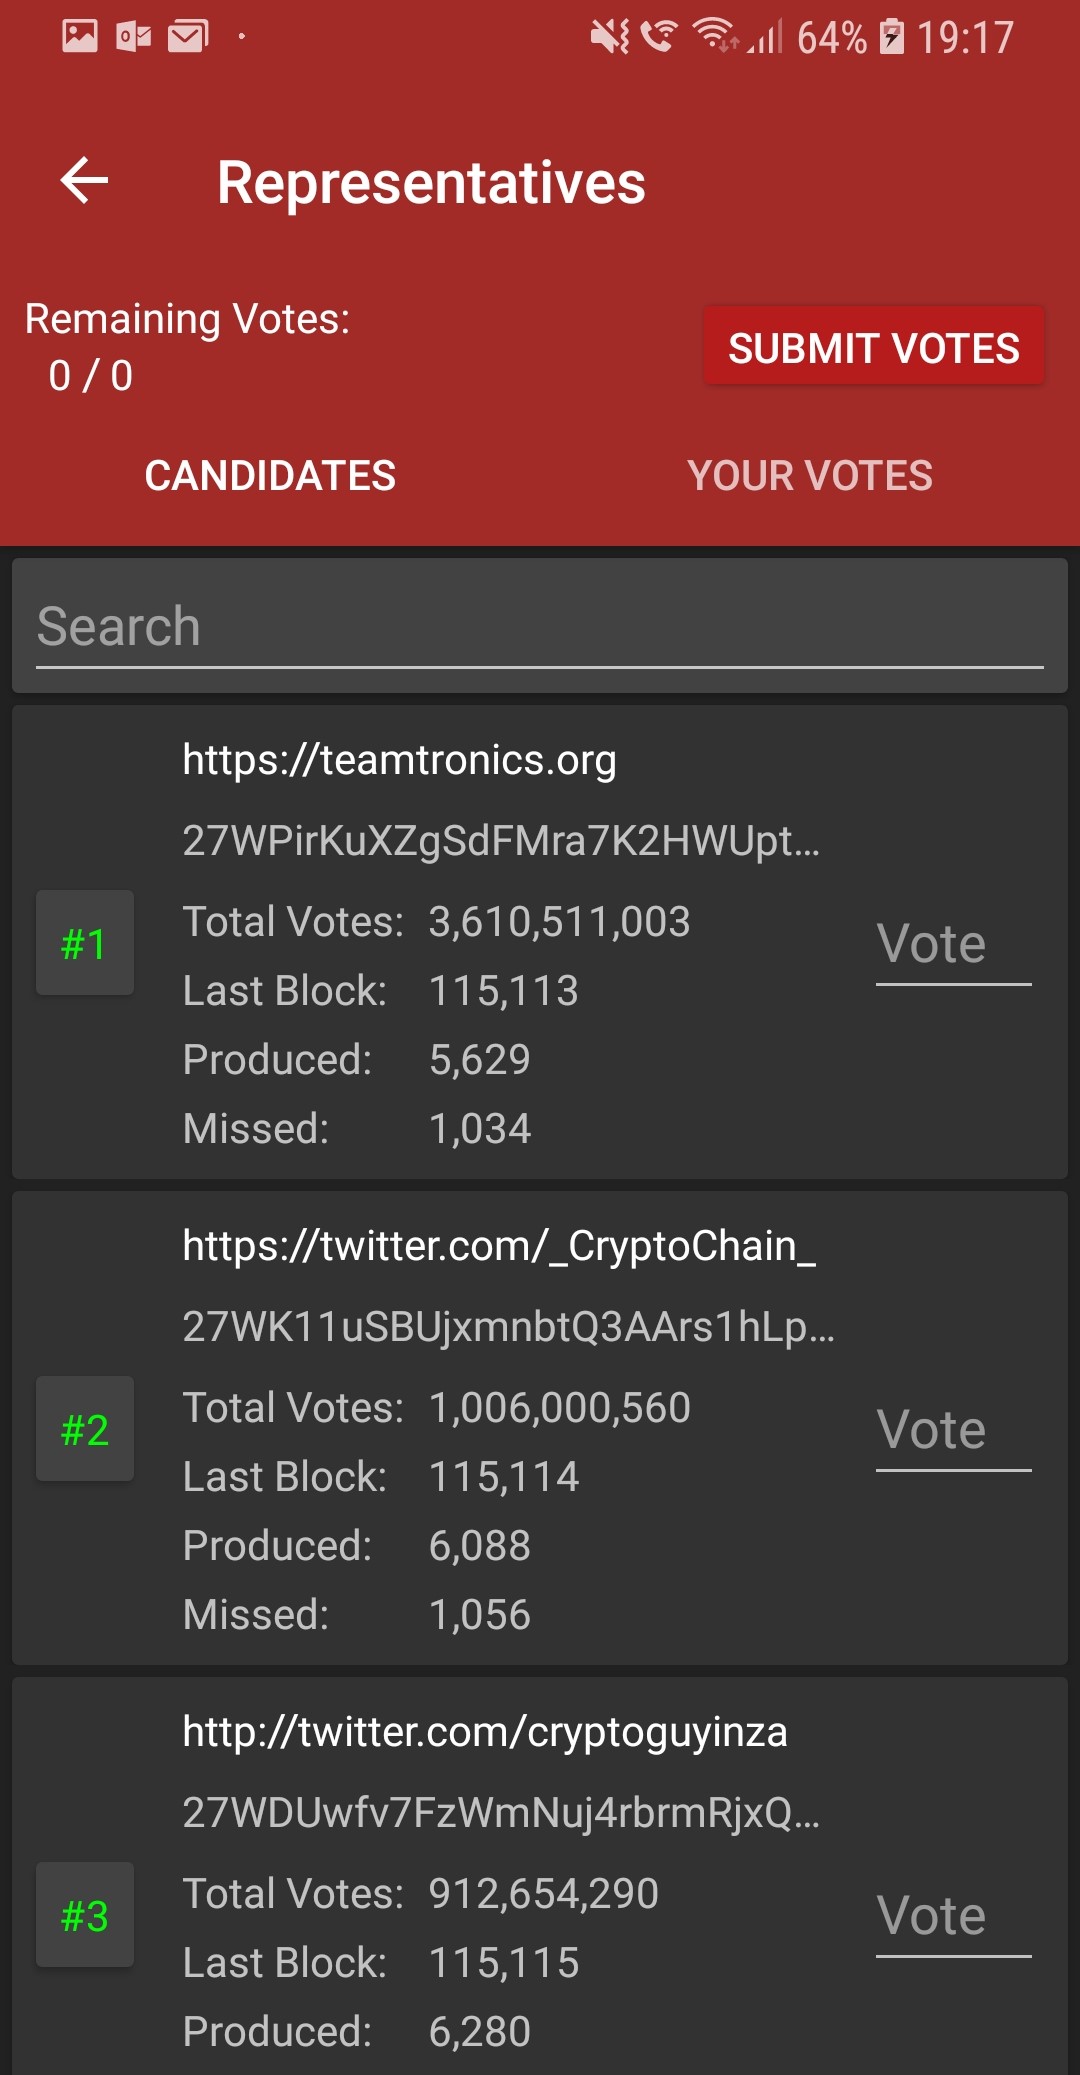 64% 19:17
Representatives
Remaining Votes:
0 / 0
SUBMIT VOTES
CANDIDATES YOUR VOTES
Search
https://teamtronics.org
27WPirKuXZgSdFMra7K2HWUpt...
#1
Total Votes: 3,610,511,003
Last Block: 115,113
Produced: 5,629
Missed: 1,034
Vote
https://twitter.com/_CryptoChain_
27WK11uSBUjxmnbtQ3AArs1hLp...
#2
Total Votes: 1,006,000,560
Last Block: 115,114
Produced: 6,088
Missed: 1,056
Vote
http://twitter.com/cryptoguyinza
27WDUwfv7FzWmNuj4rbrmRjxQ...
#3
Total Votes: 912,654,290
Last Block: 115,115
Produced: 6,280
Vote